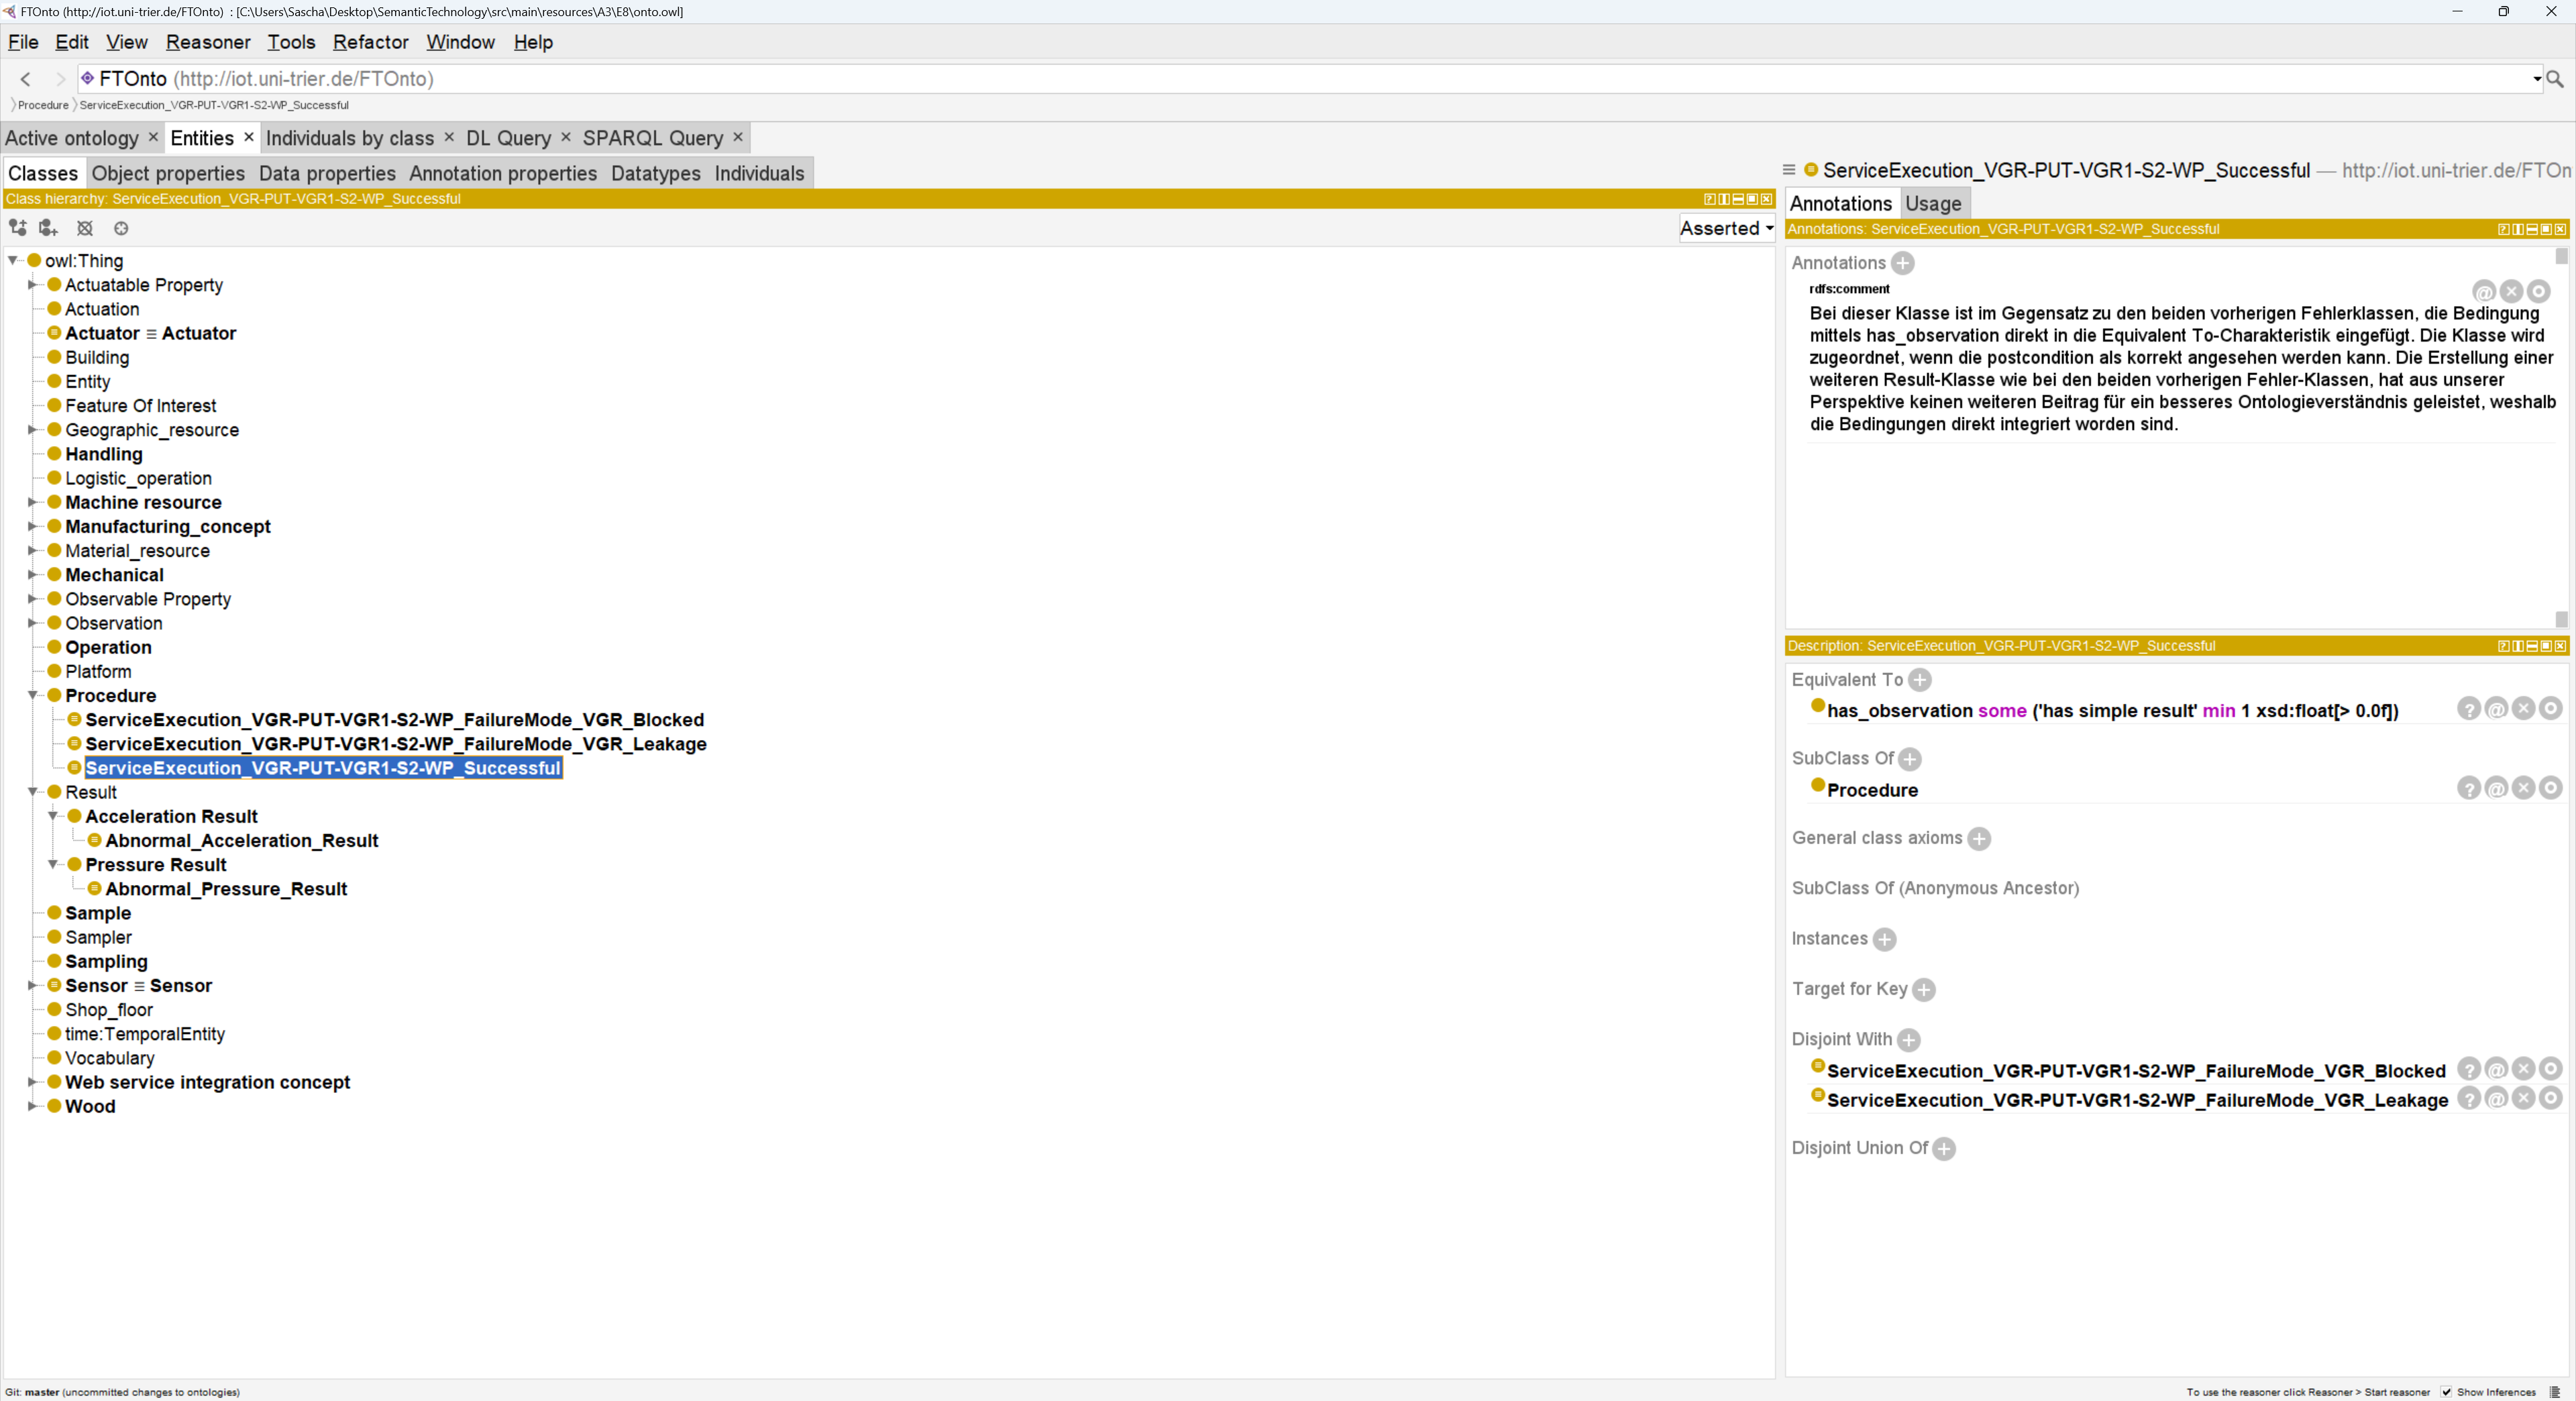 FTOnto (http://iot.uni-trier.de/FTOnto) : [C:\Users\Sascha\Desktop\SemanticTechnology\src\main\resources\A3\E8\onto.owl]
File Edit View Reasoner Tools Refactor Window Help
FTOnto (http://iot.uni-trier.de/FTOnto)
Procedure ServiceExecution_VGR-PUT-VGR1-S2-WP_Successful
Active ontology × Entities × Individuals by class × DL Query × SPARQL Query ×
Classes Object properties Data properties Annotation properties Datatypes Individuals
Class hierarchy: ServiceExecution_VGR-PUT-VGR1-S2-WP_Successful
Asserted
owl:Thing
Actuatable Property
Actuation
Actuator ≡ Actuator
Building
Entity
Feature Of Interest
Geographic_resource
Handling
Logistic_operation
Machine resource
Manufacturing_concept
Material_resource
Mechanical
Observable Property
Observation
Operation
Platform
Procedure
ServiceExecution_VGR-PUT-VGR1-S2-WP_FailureMode_VGR_Blocked
ServiceExecution_VGR-PUT-VGR1-S2-WP_FailureMode_VGR_Leakage
ServiceExecution_VGR-PUT-VGR1-S2-WP_Successful
Result
Acceleration Result
Abnormal_Acceleration_Result
Pressure Result
Abnormal_Pressure_Result
Sample
Sampler
Sampling
Sensor ≡ Sensor
Shop_floor
time:TemporalEntity
Vocabulary
Web service integration concept
Wood
ServiceExecution_VGR-PUT-VGR1-S2-WP_Successful — http://iot.uni-trier.de/FTOn
Annotations Usage
Annotations: ServiceExecution_VGR-PUT-VGR1-S2-WP_Successful
Annotations
rdfs:comment
Bei dieser Klasse ist im Gegensatz zu den beiden vorherigen Fehlerklassen, die Bedingung
mittels has_observation direkt in die Equivalent To-Charakteristik eingefügt. Die Klasse wird
zugeordnet, wenn die postcondition als korrekt angesehen werden kann. Die Erstellung einer
weiteren Result-Klasse wie bei den beiden vorherigen Fehler-Klassen, hat aus unserer
Perspektive keinen weiteren Beitrag für ein besseres Ontologieverständnis geleistet, weshalb
die Bedingungen direkt integriert worden sind.
Description: ServiceExecution_VGR-PUT-VGR1-S2-WP_Successful
Equivalent To
has_observation some ('has simple result' min 1 xsd:float[> 0.0f])
SubClass Of
Procedure
General class axioms
SubClass Of (Anonymous Ancestor)
Instances
Target for Key
Disjoint With
ServiceExecution_VGR-PUT-VGR1-S2-WP_FailureMode_VGR_Blocked
ServiceExecution_VGR-PUT-VGR1-S2-WP_FailureMode_VGR_Leakage
Disjoint Union Of
Git: master (uncommitted changes to ontologies)
To use the reasoner click Reasoner > Start reasoner Show Inferences